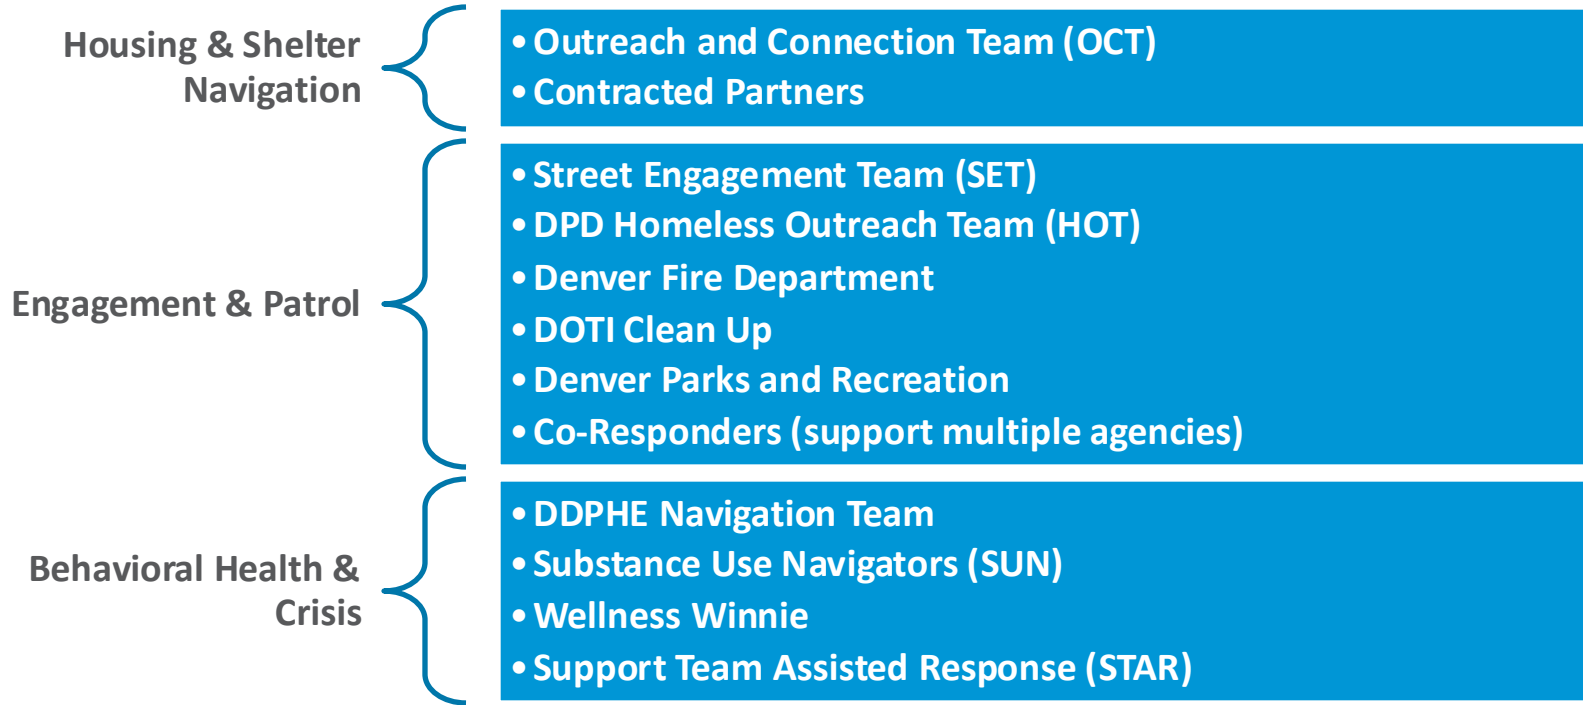 Housing & Shelter
Navigation
• Outreach and Connection Team (OCT)
• Contracted Partners
Engagement & Patrol
• Street Engagement Team (SET)
• DPD Homeless Outreach Team (HOT)
• Denver Fire Department
• DOTI Clean Up
• Denver Parks and Recreation
• Co-Responders (support multiple agencies)
Behavioral Health &
Crisis
• DDPHE Navigation Team
• Substance Use Navigators (SUN)
• Wellness Winnie
• Support Team Assisted Response (STAR)